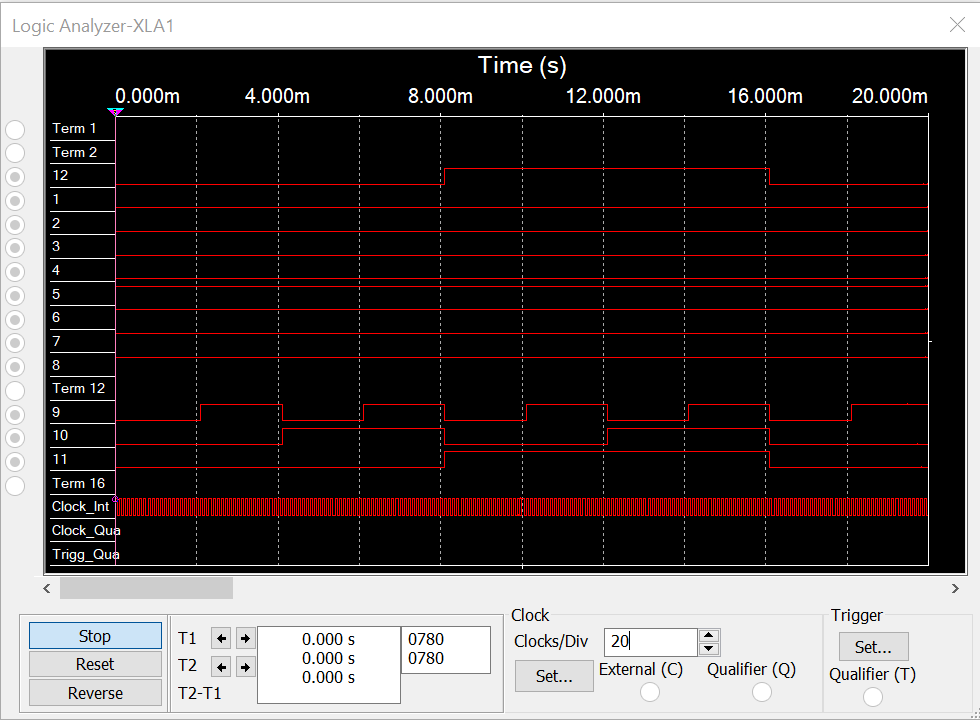 Logic Analyzer-XLA1
Time (s)
0.000m 4.000m 8.000m 12.000m 16.000m 20.000m
Term 1
Term 2
12
1
2
3
4
5
6
7
8
Term 12
9
10
11
Term 16
Clock_Int
Clock_Qua
Trigg_Qua
Stop
Reset
Reverse
T1
T2
T2-T1
0.000 s 0780
0.000 s 0780
0.000 s
Clock
Clocks/Div 20
Set...
External (C)
Qualifier (Q)
Trigger
Set...
Qualifier (T)